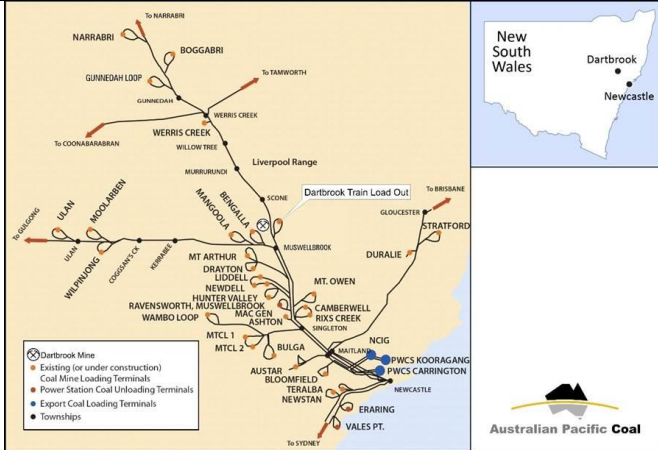 To NARRABRI
NARRABRI
BOGGABRI
GUNNEDAH LOOP
To TAMWORTH
GUNNEDAH
WERRIS CREEK
WERRIS CREEK
To COONABARABRAN
WILLOW TREE
Liverpool Range
MURRURUNDI
SCONE
Dartbrook Train Load Out
To BRISBANE
GLOUCESTER
STRATFORD
DURALIE
To GULGONG
ULAN
MOOLARBEN
ULAN
WILPINJONG
COGGAN'S CK
KERRABEE
MANGOOLA
BENGALLA
MUSWELLBROOK
MT ARTHUR
DRAYTON
LIDDELL
NEWDELL
HUNTER VALLEY
RAVENSWORTH, MUSWELLBROOK
WAMBO LOOP
MAC GEN
ASHTON
MT. OWEN
CAMBERWELL
RIXS CREEK
SINGLETON
MTCL 1
MTCL 2
BULGA
MAITLAND
NCIG
PWCS KOORAGANG
PWCS CARRINGTON
AUSTAR
BLOOMFIELD
TERALBA
NEWSTAN
NEWCASTLE
ERARING
VALES PT.
To SYDNEY
Dartbrook Mine
Existing (or under construction)
Coal Mine Loading Terminals
Power Station Coal Unloading Terminals
Export Coal Loading Terminals
Townships
New
South
Wales
Dartbrook
Newcastle
Australian Pacific Coal